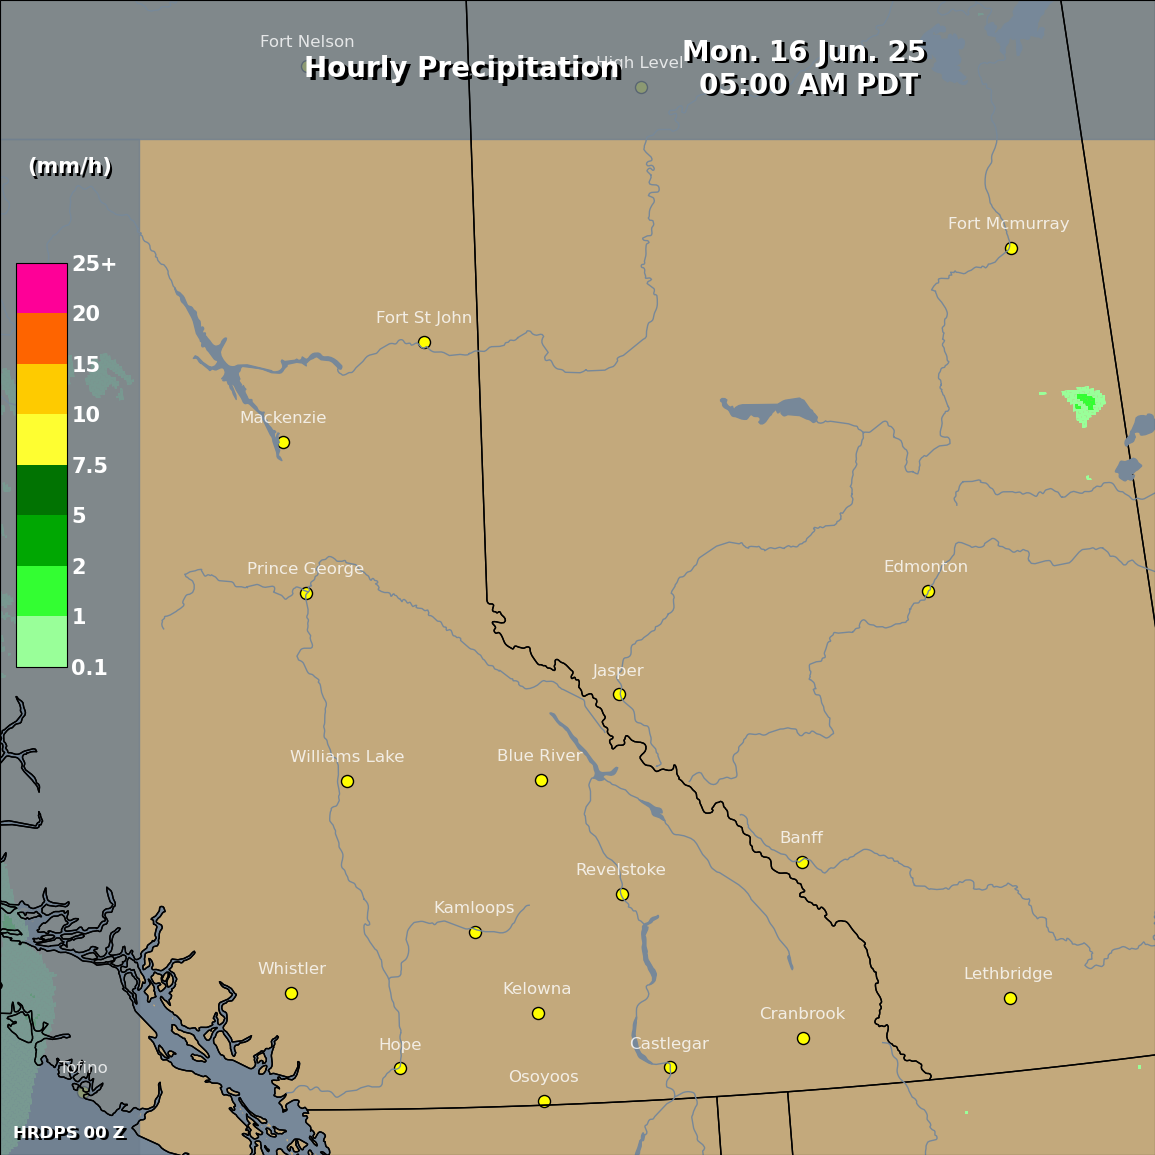 Fort Nelson
Hourly Precipitation
High Level
Mon. 16 Jun. 25
05:00 AM PDT
(mm/h)
25+
20
15
10
7.5
5
2
1
0.1
Fort Mcmurray
Fort St John
Mackenzie
Prince George
Edmonton
Jasper
Williams Lake
Blue River
Banff
Revelstoke
Kamloops
Whistler
Kelowna
Lethbridge
Cranbrook
Hope
Castlegar
Osoyoos
Tofino
HRDPS 00 Z